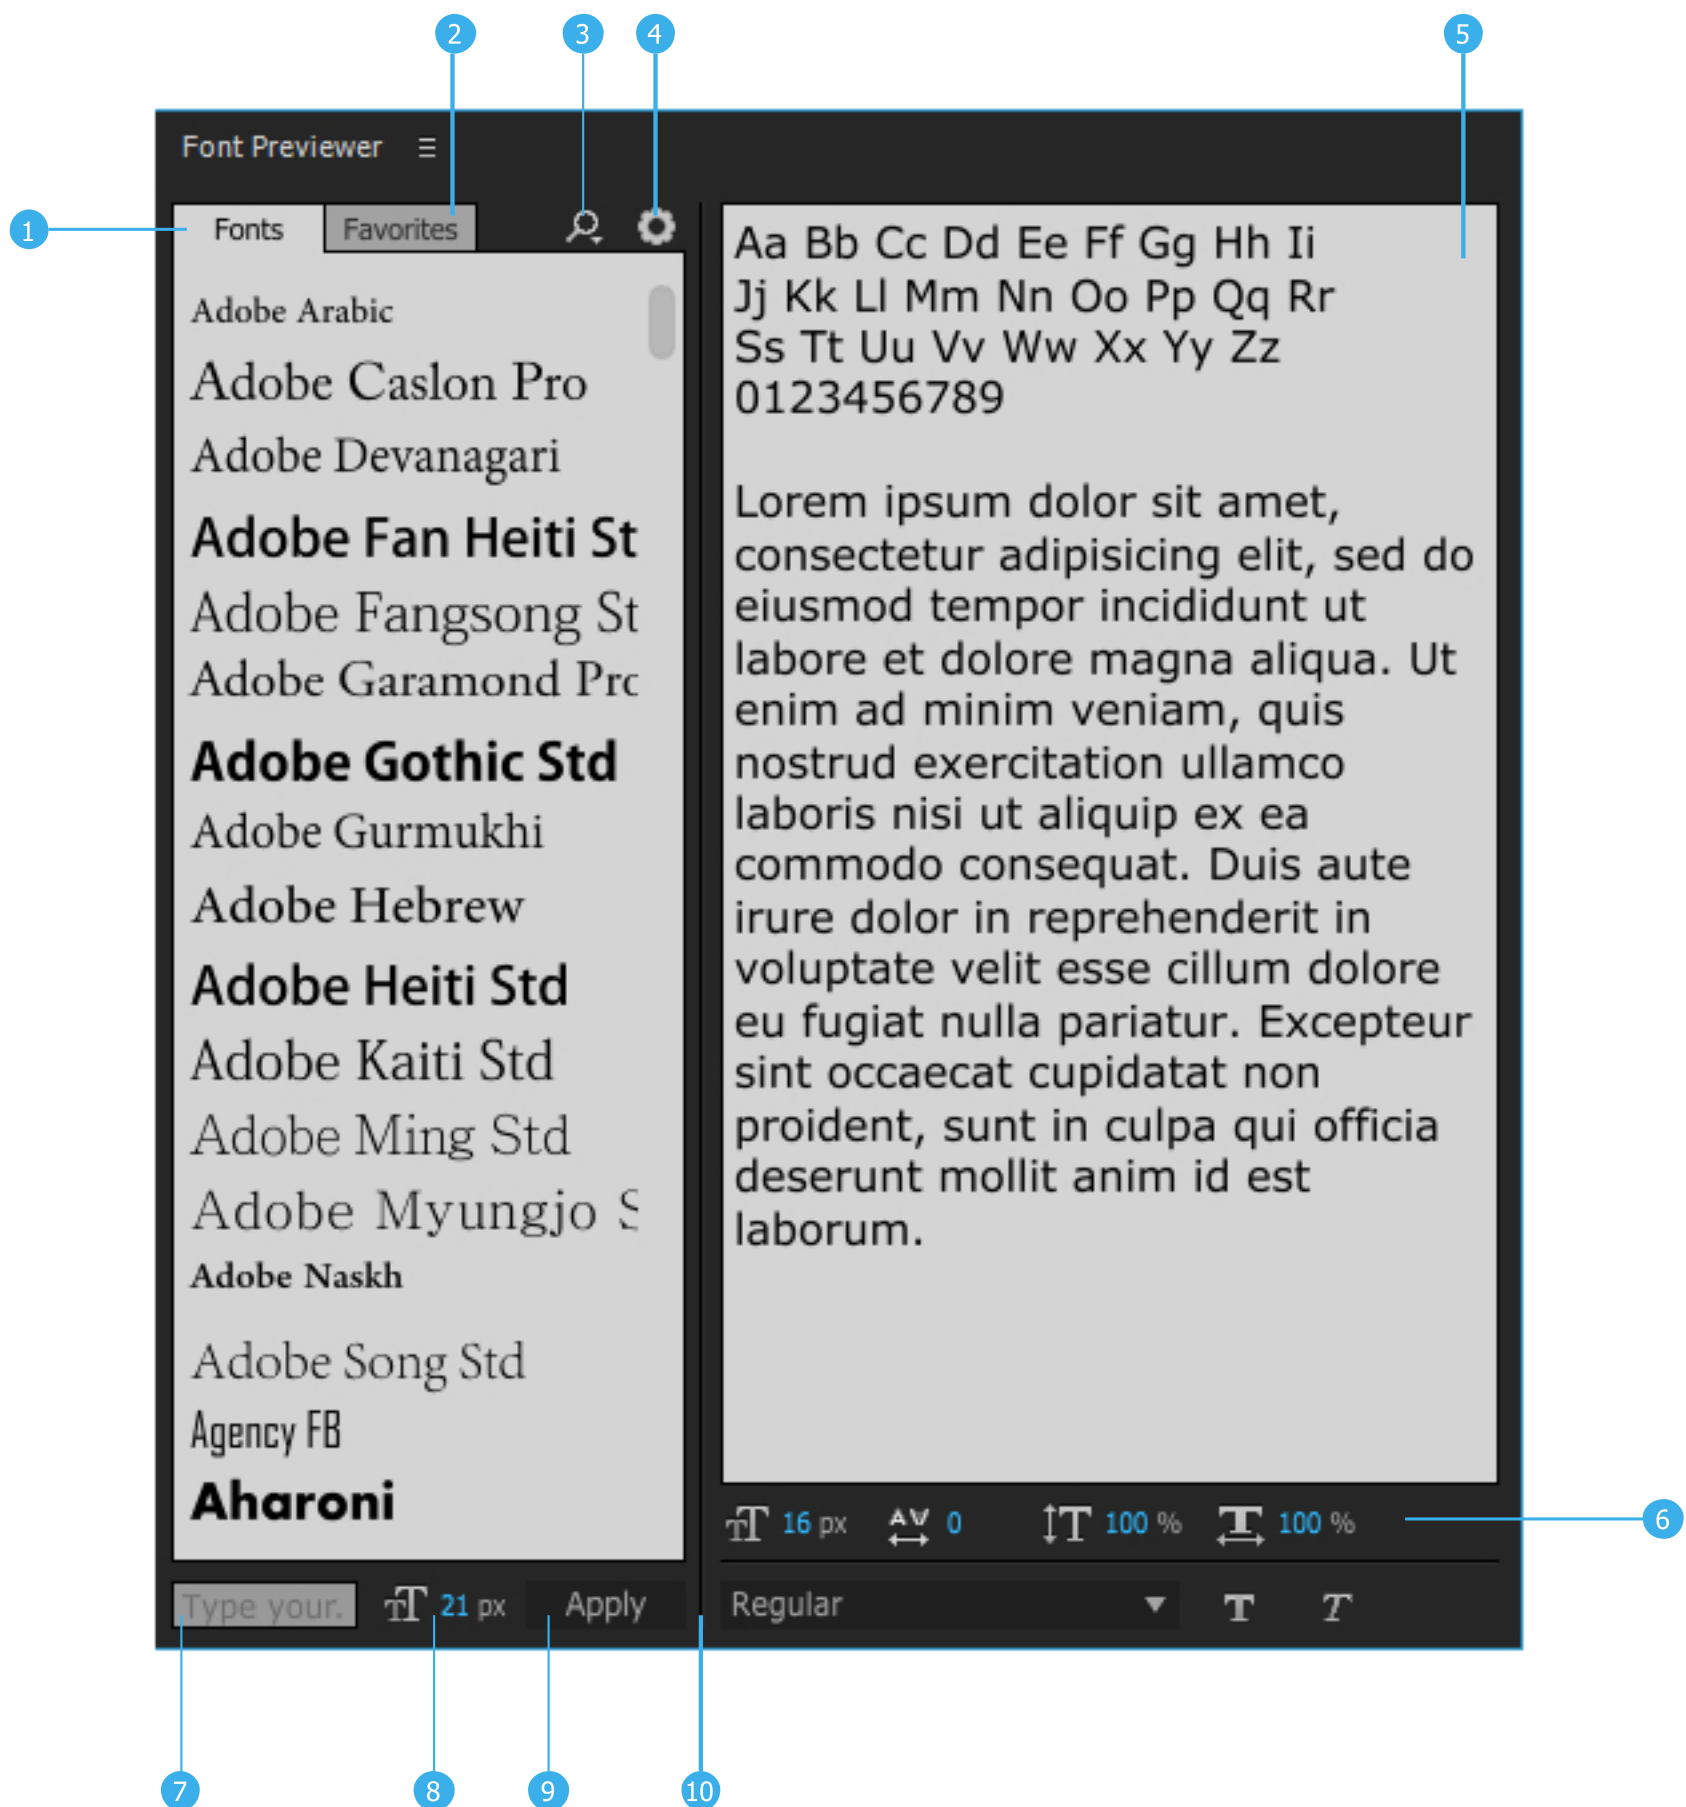 2 3 4 5
Font Previewer
1
Fonts Favorites
Adobe Arabic
Adobe Caslon Pro
Adobe Devanagari
Adobe Fan Heiti St
Adobe Fangsong St
Adobe Garamond Pro
Adobe Gothic Std
Adobe Gurmukhi
Adobe Hebrew
Adobe Heiti Std
Adobe Kaiti Std
Adobe Ming Std
Adobe Myungjo S
Adobe Naskh
Adobe Song Std
Agency FB
Aharoni
Type your.
21 px
Apply
Aa Bb Cc Dd Ee Ff Gg Hh Ii
Jj Kk Ll Mm Nn Oo Pp Qq Rr
Ss Tt Uu Vv Ww Xx Yy Zz
0123456789
Lorem ipsum dolor sit amet,
consectetur adipisicing elit, sed do
eiusmod tempor incididunt ut
labore et dolore magna aliqua. Ut
enim ad minim veniam, quis
nostrud exercitation ullamco
laboris nisi ut aliquip ex ea
commodo consequat. Duis aute
irure dolor in reprehenderit in
voluptate velit esse cillum dolore
eu fugiat nulla pariatur. Excepteur
sint occaecat cupidatat non
proident, sunt in culpa qui officia
deserunt mollit anim id est
laborum.
16 px 0 100 % 100 %
6
Regular T T
7 8 9 10